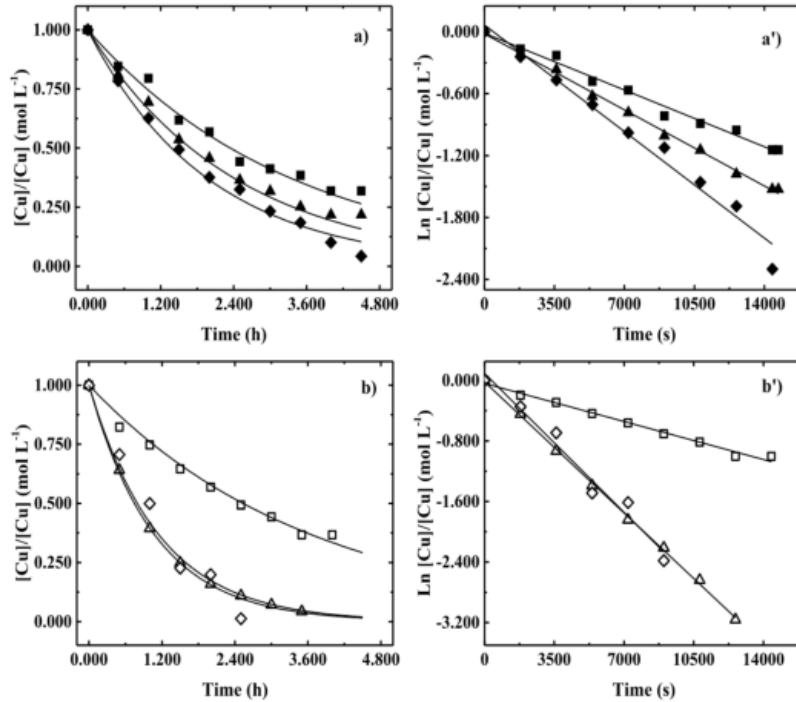 a)
[Cu]/[Cu] (mol L⁻¹)
1.000
0.750
0.500
0.250
0.000
0.000 1.200 2.400 3.600 4.800
Time (h)
a')
Ln [Cu]/[Cu] (mol L⁻¹)
0.000
-0.600
-1.200
-1.800
-2.400
0 3500 7000 10500 14000
Time (s)
b)
[Cu]/[Cu] (mol L⁻¹)
1.000
0.750
0.500
0.250
0.000
0.000 1.200 2.400 3.600 4.800
Time (h)
b')
Ln [Cu]/[Cu] (mol L⁻¹)
0.000
-0.800
-1.600
-2.400
-3.200
0 3500 7000 10500 14000
Time (s)